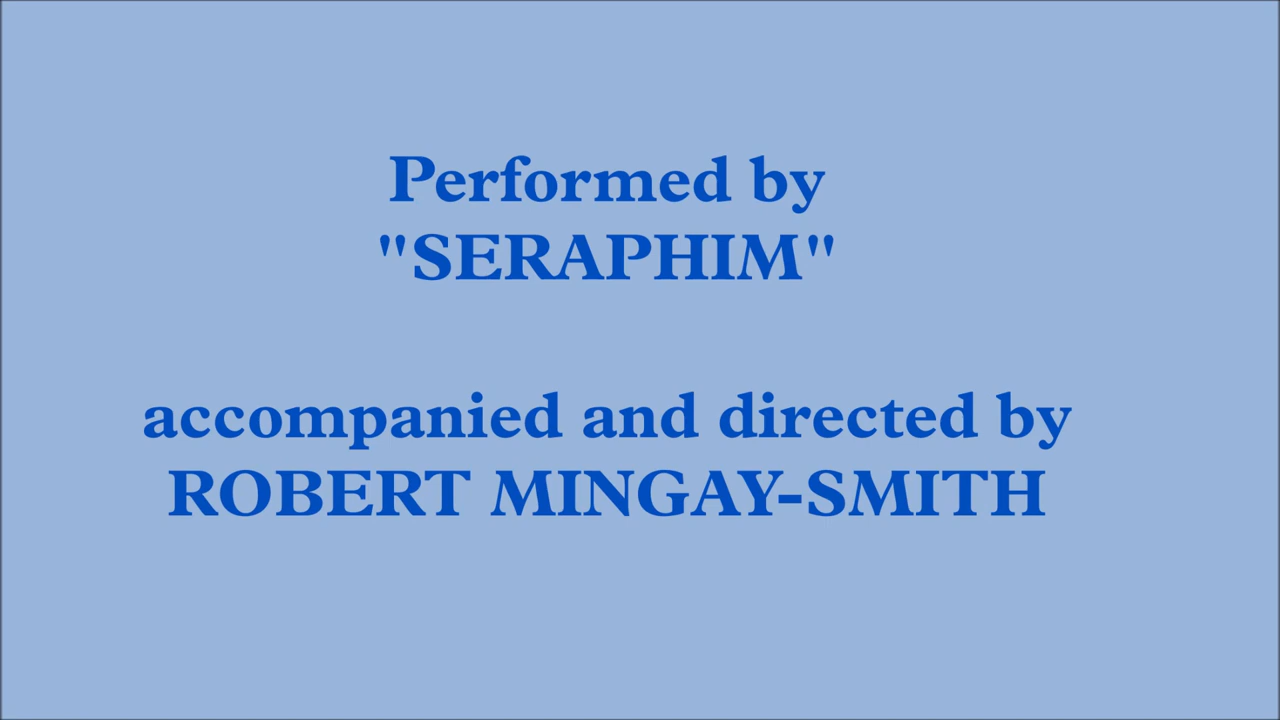 Performed by
"SERAPHIM"
accompanied and directed by
ROBERT MINGAY-SMITH